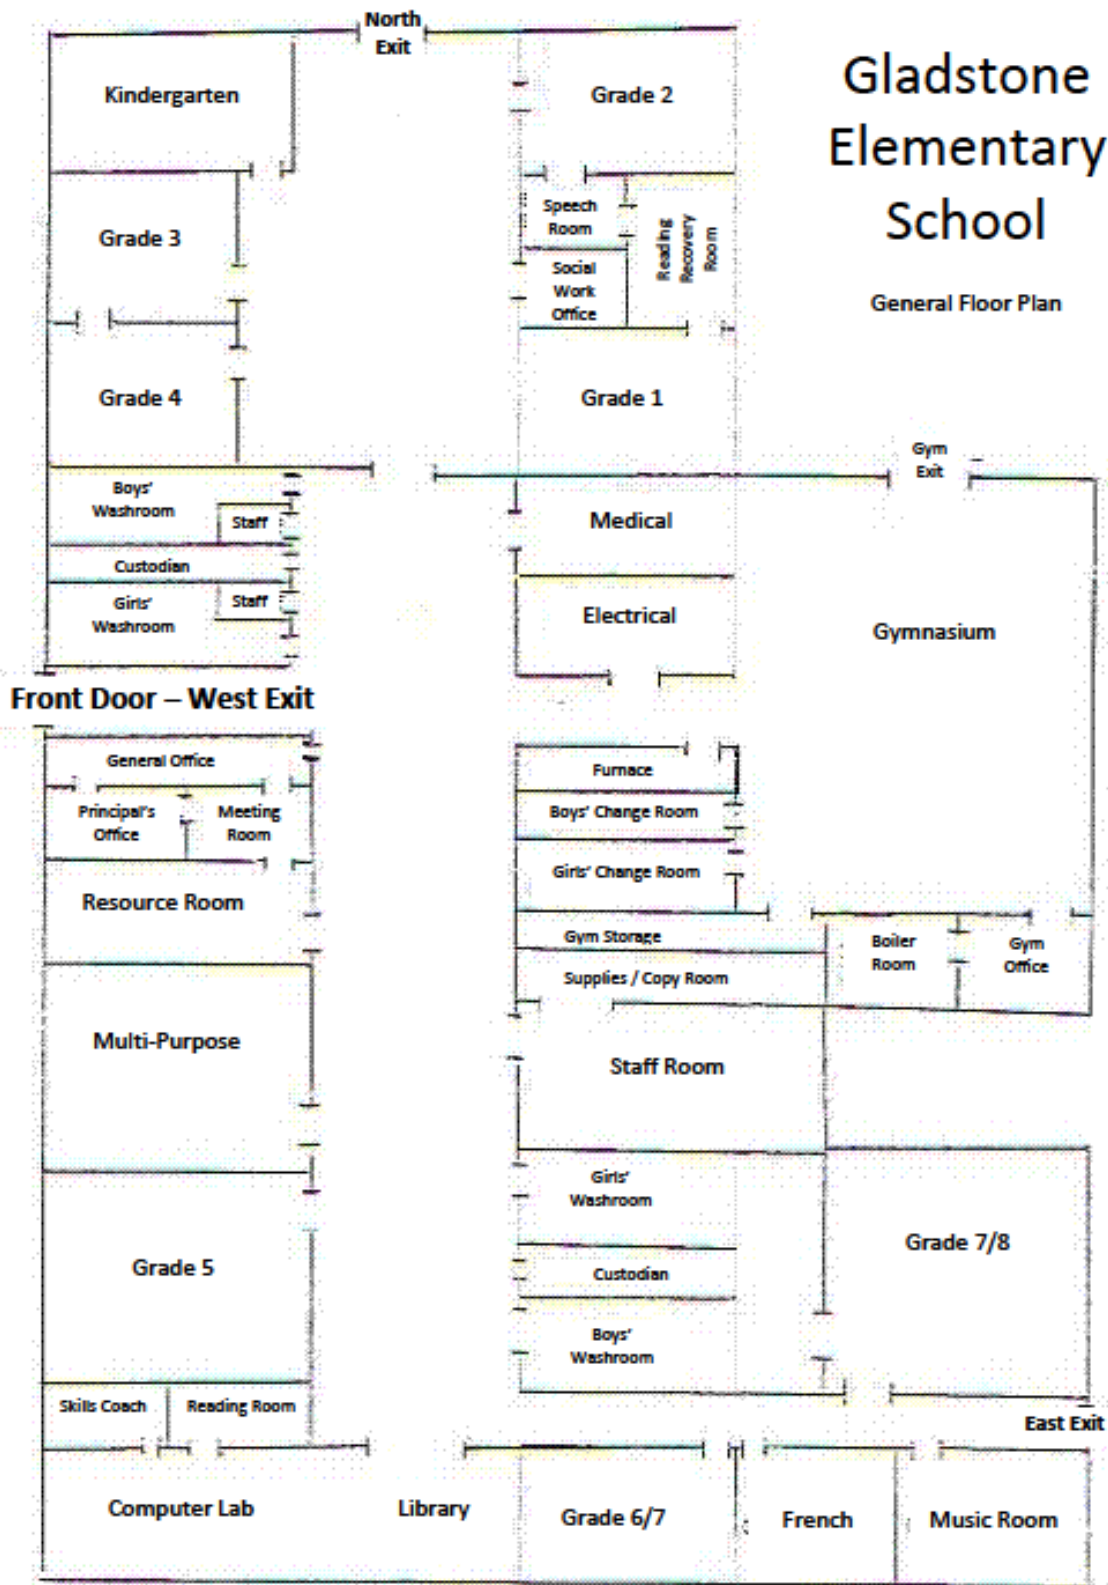 North
Exit
Gladstone
Elementary
School
General Floor Plan
Kindergarten
Grade 2
Grade 3
Speech
Room
Reading
Recovery
Room
Social
Work
Office
Grade 4
Grade 1
Gym
Exit
Boys'
Washroom
Staff
Medical
Custodian
Girls'
Washroom
Staff
Electrical
Gymnasium
Front Door – West Exit
General Office
Furnace
Principal's
Office
Meeting
Room
Boys' Change Room
Girls' Change Room
Resource Room
Gym Storage
Boiler
Room
Gym
Office
Supplies / Copy Room
Multi-Purpose
Staff Room
Girls'
Washroom
Grade 7/8
Grade 5
Custodian
Boys'
Washroom
Skills Coach
Reading Room
East Exit
Computer Lab
Library
Grade 6/7
French
Music Room